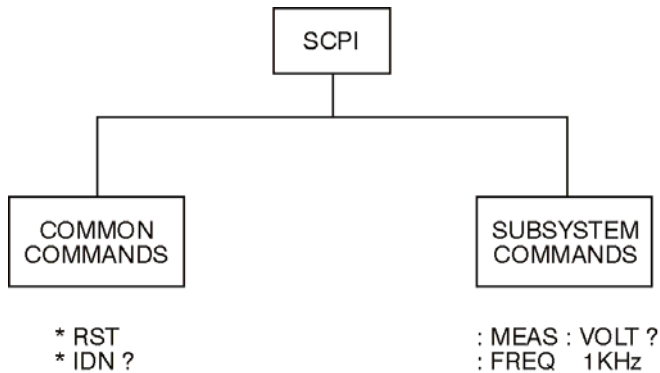 SCPI
COMMON
COMMANDS
SUBSYSTEM
COMMANDS
* RST
* IDN ?
: MEAS : VOLT ?
: FREQ 1KHz